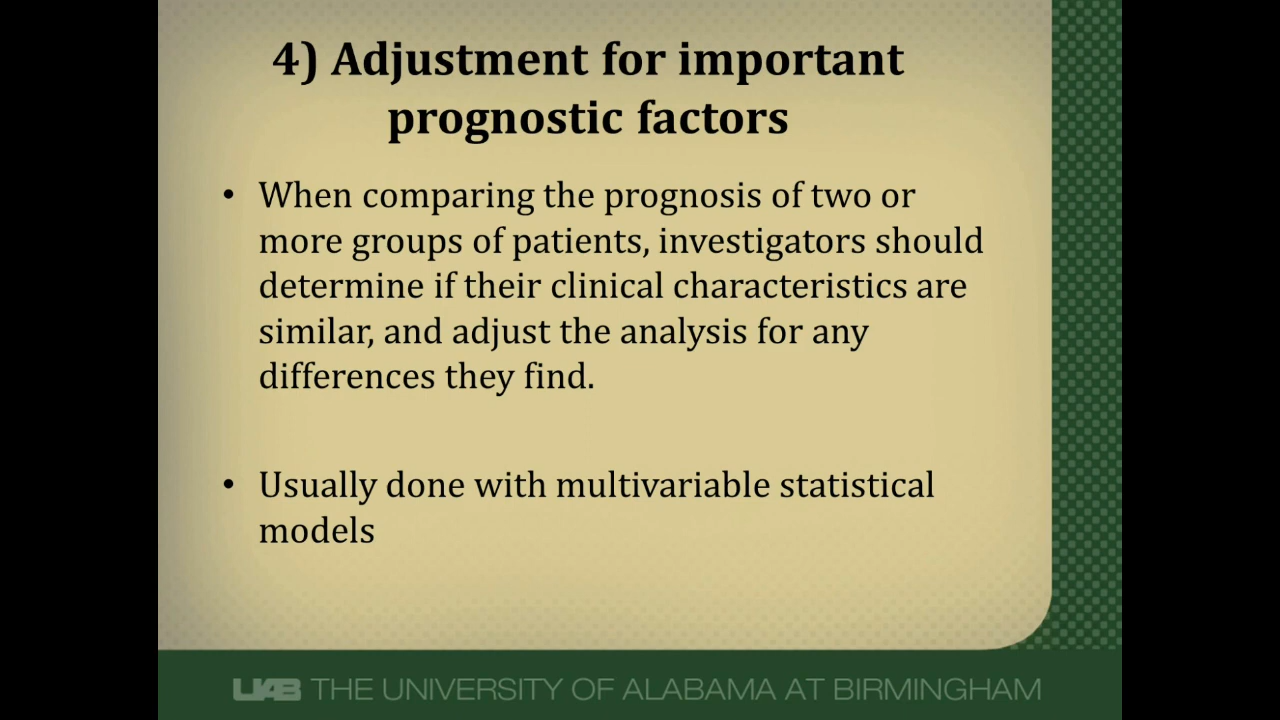 4) Adjustment for important
prognostic factors
• When comparing the prognosis of two or
more groups of patients, investigators should
determine if their clinical characteristics are
similar, and adjust the analysis for any
differences they find.
• Usually done with multivariable statistical
models
UAB THE UNIVERSITY OF ALABAMA AT BIRMINGHAM